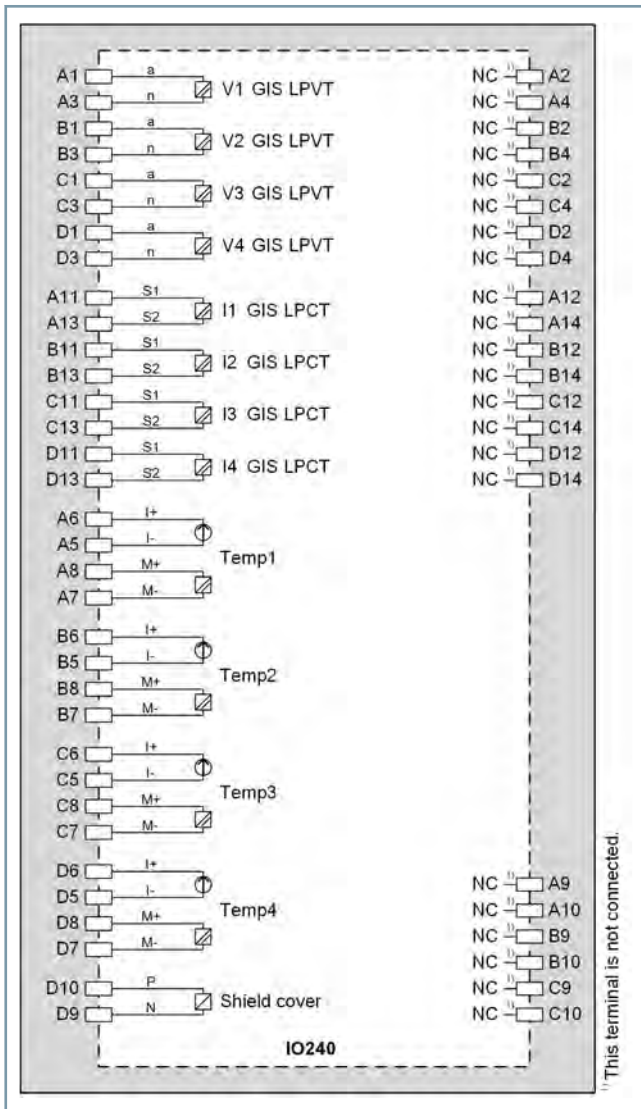 A1 a V1 GIS LPVT NC ¹⁾ A2
A3 n NC ¹⁾ A4
B1 a V2 GIS LPVT NC ¹⁾ B2
B3 n NC ¹⁾ B4
C1 a V3 GIS LPVT NC ¹⁾ C2
C3 n NC ¹⁾ C4
D1 a V4 GIS LPVT NC ¹⁾ D2
D3 n NC ¹⁾ D4
A11 S1 I1 GIS LPCT NC ¹⁾ A12
A13 S2 NC ¹⁾ A14
B11 S1 I2 GIS LPCT NC ¹⁾ B12
B13 S2 NC ¹⁾ B14
C11 S1 I3 GIS LPCT NC ¹⁾ C12
C13 S2 NC ¹⁾ C14
D11 S1 I4 GIS LPCT NC ¹⁾ D12
D13 S2 NC ¹⁾ D14
A6 I+
A5 I- Temp1
A8 M+
A7 M-
B6 I+
B5 I- Temp2
B8 M+
B7 M-
C6 I+
C5 I- Temp3
C8 M+
C7 M-
D6 I+ NC ¹⁾ A9
D5 I- Temp4 NC ¹⁾ A10
D8 M+ NC ¹⁾ B9
D7 M- NC ¹⁾ B10
D10 P Shield cover NC ¹⁾ C9
D9 N NC ¹⁾ C10
IO240
¹⁾ This terminal is not connected.